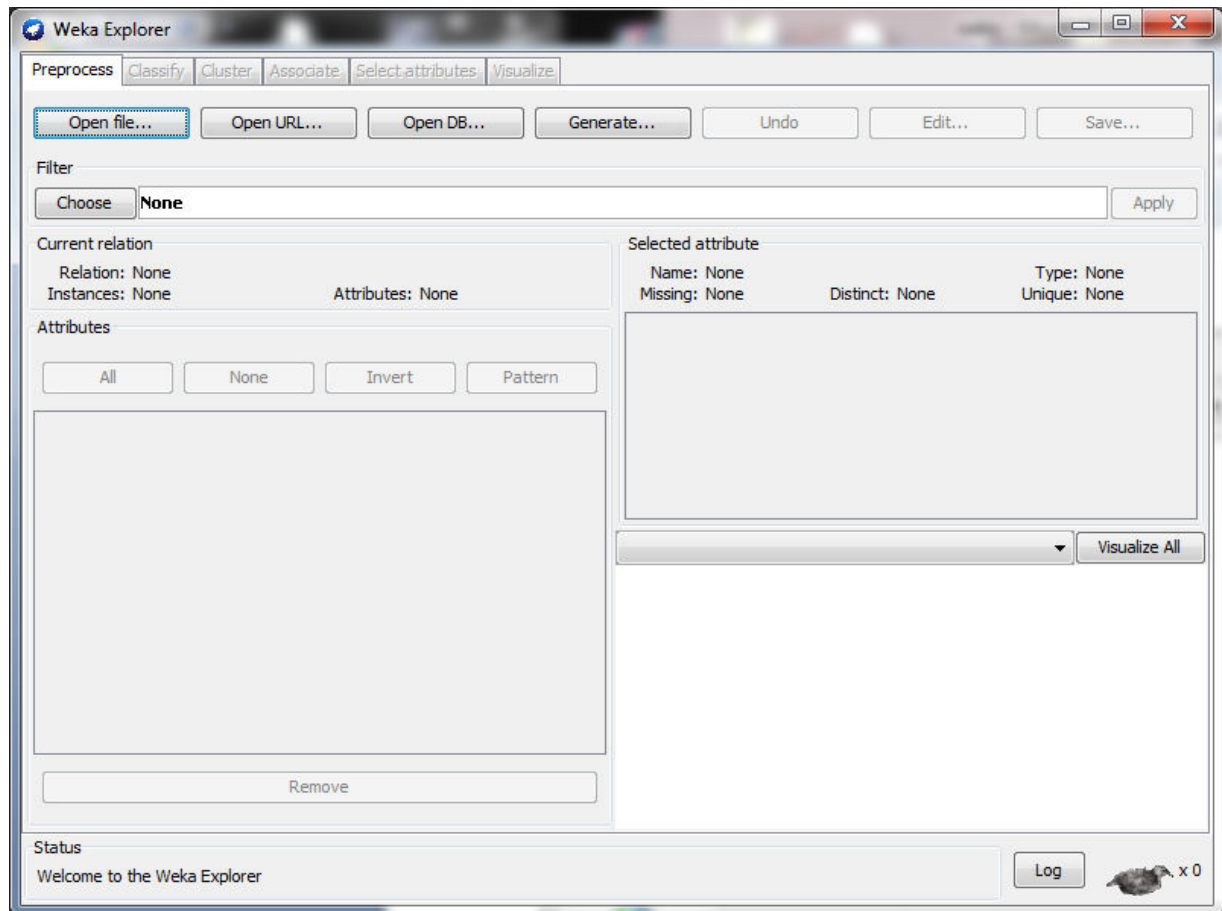 Weka Explorer
Preprocess Classify Cluster Associate Select attributes Visualize
Open file... Open URL... Open DB... Generate... Undo Edit... Save...
Filter
Choose None Apply
Current relation
Relation: None
Instances: None Attributes: None
Selected attribute
Name: None Type: None
Missing: None Distinct: None Unique: None
Attributes
All None Invert Pattern
Remove
Visualize All
Status
Welcome to the Weka Explorer
Log x 0